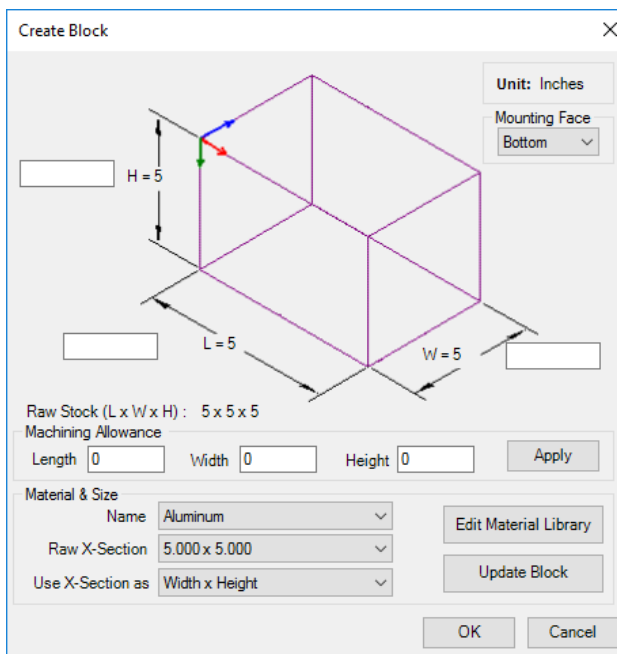 Create Block
Unit: Inches
Mounting Face
Bottom
H = 5
L = 5
W = 5
Raw Stock (L x W x H) : 5 x 5 x 5
Machining Allowance
Length 0 Width 0 Height 0 Apply
Material & Size
Name Aluminum
Edit Material Library
Raw X-Section 5.000 x 5.000
Update Block
Use X-Section as Width x Height
OK Cancel